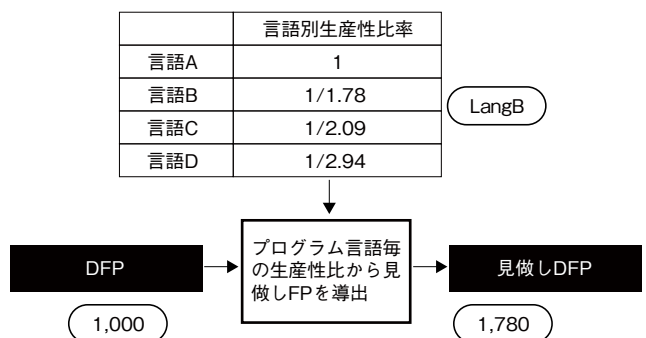 言語別生産性比率
言語A 1
言語B 1/1.78
言語C 1/2.09
言語D 1/2.94
LangB
DFP
プログラム言語毎
の生産性比から見
做しFPを導出
見做しDFP
1,000
1,780